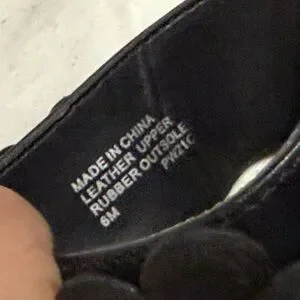 MADE IN CHINA
LEATHER UPPER
RUBBER OUTSOLE
6M